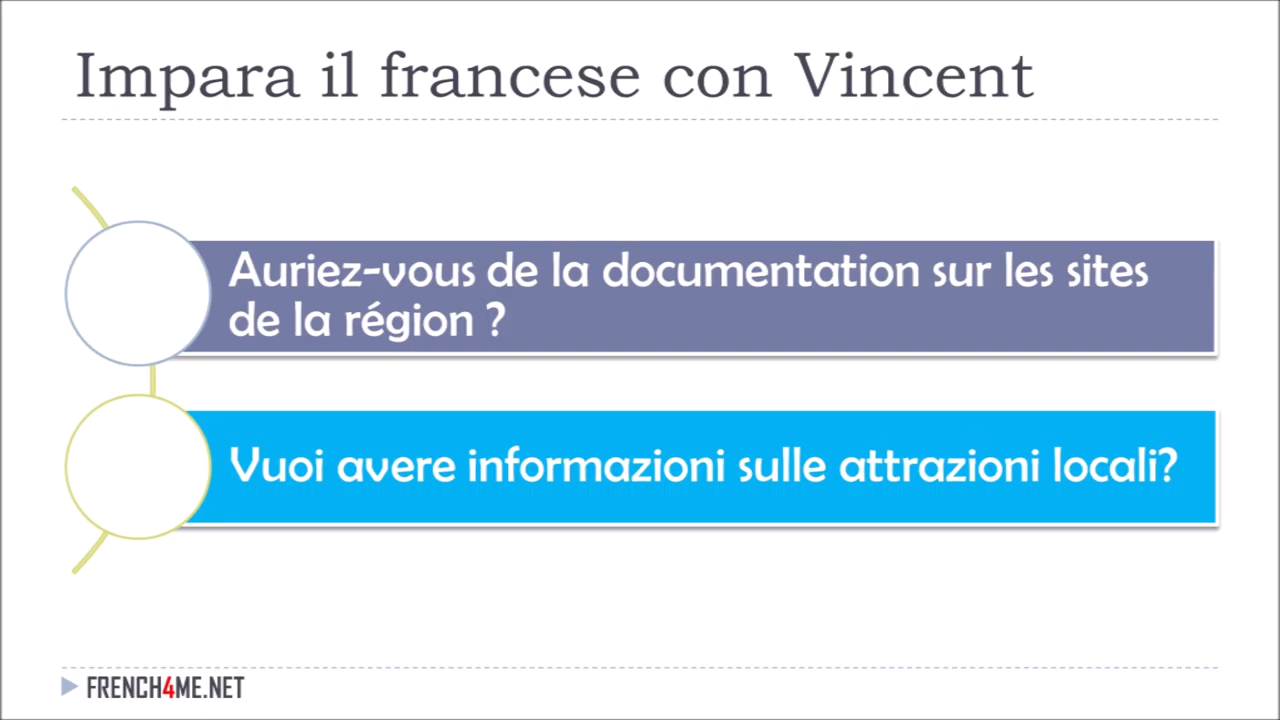 Impara il francese con Vincent
Auriez-vous de la documentation sur les sites
de la région ?
Vuoi avere informazioni sulle attrazioni locali?
FRENCH4ME.NET